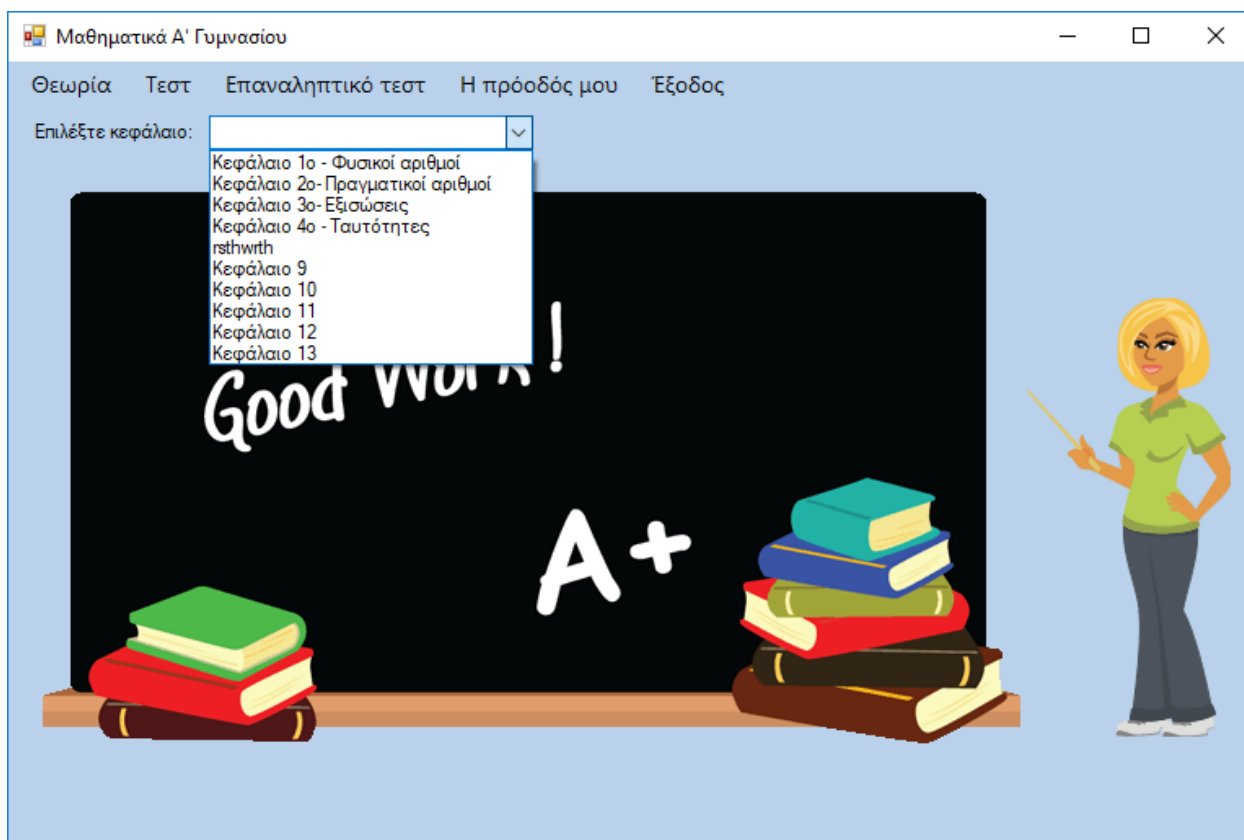 Μαθηματικά Α' Γυμνασίου
Θεωρία Τεστ Επαναληπτικό τεστ Η πρόοδός μου Έξοδος
Επιλέξτε κεφάλαιο:
Κεφάλαιο 1ο - Φυσικοί αριθμοί
Κεφάλαιο 2ο- Πραγματικοί αριθμοί
Κεφάλαιο 3ο- Εξισώσεις
Κεφάλαιο 4ο - Ταυτότητες
rsthwrth
Κεφάλαιο 9
Κεφάλαιο 10
Κεφάλαιο 11
Κεφάλαιο 12
Κεφάλαιο 13
Good Work !
A+